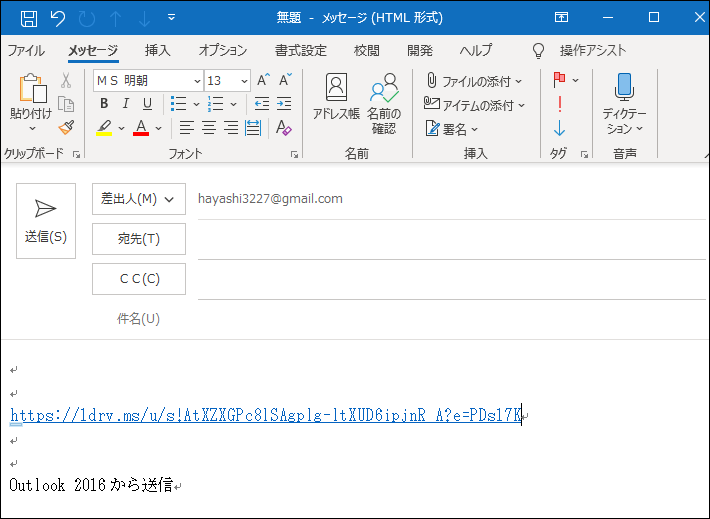 無題 - メッセージ (HTML 形式)
ファイル メッセージ 挿入 オプション 書式設定 校閲 開発 ヘルプ 操作アシスト
貼り付け
クリップボード
ＭＳ 明朝 13 A A
B I U
A A
フォント
アドレス帳
名前の
確認
名前
ファイルの添付
アイテムの添付
署名
挿入
タグ
ディクテー
ション
音声
送信(S)
差出人(M) hayashi3227@gmail.com
宛先(T)
ＣＣ(C)
件名(U)
https://1drv.ms/u/s!AtXZXGPc8lSAgplg-ltXUD6ipjnR_A?e=PDsl7K
Outlook 2016から送信